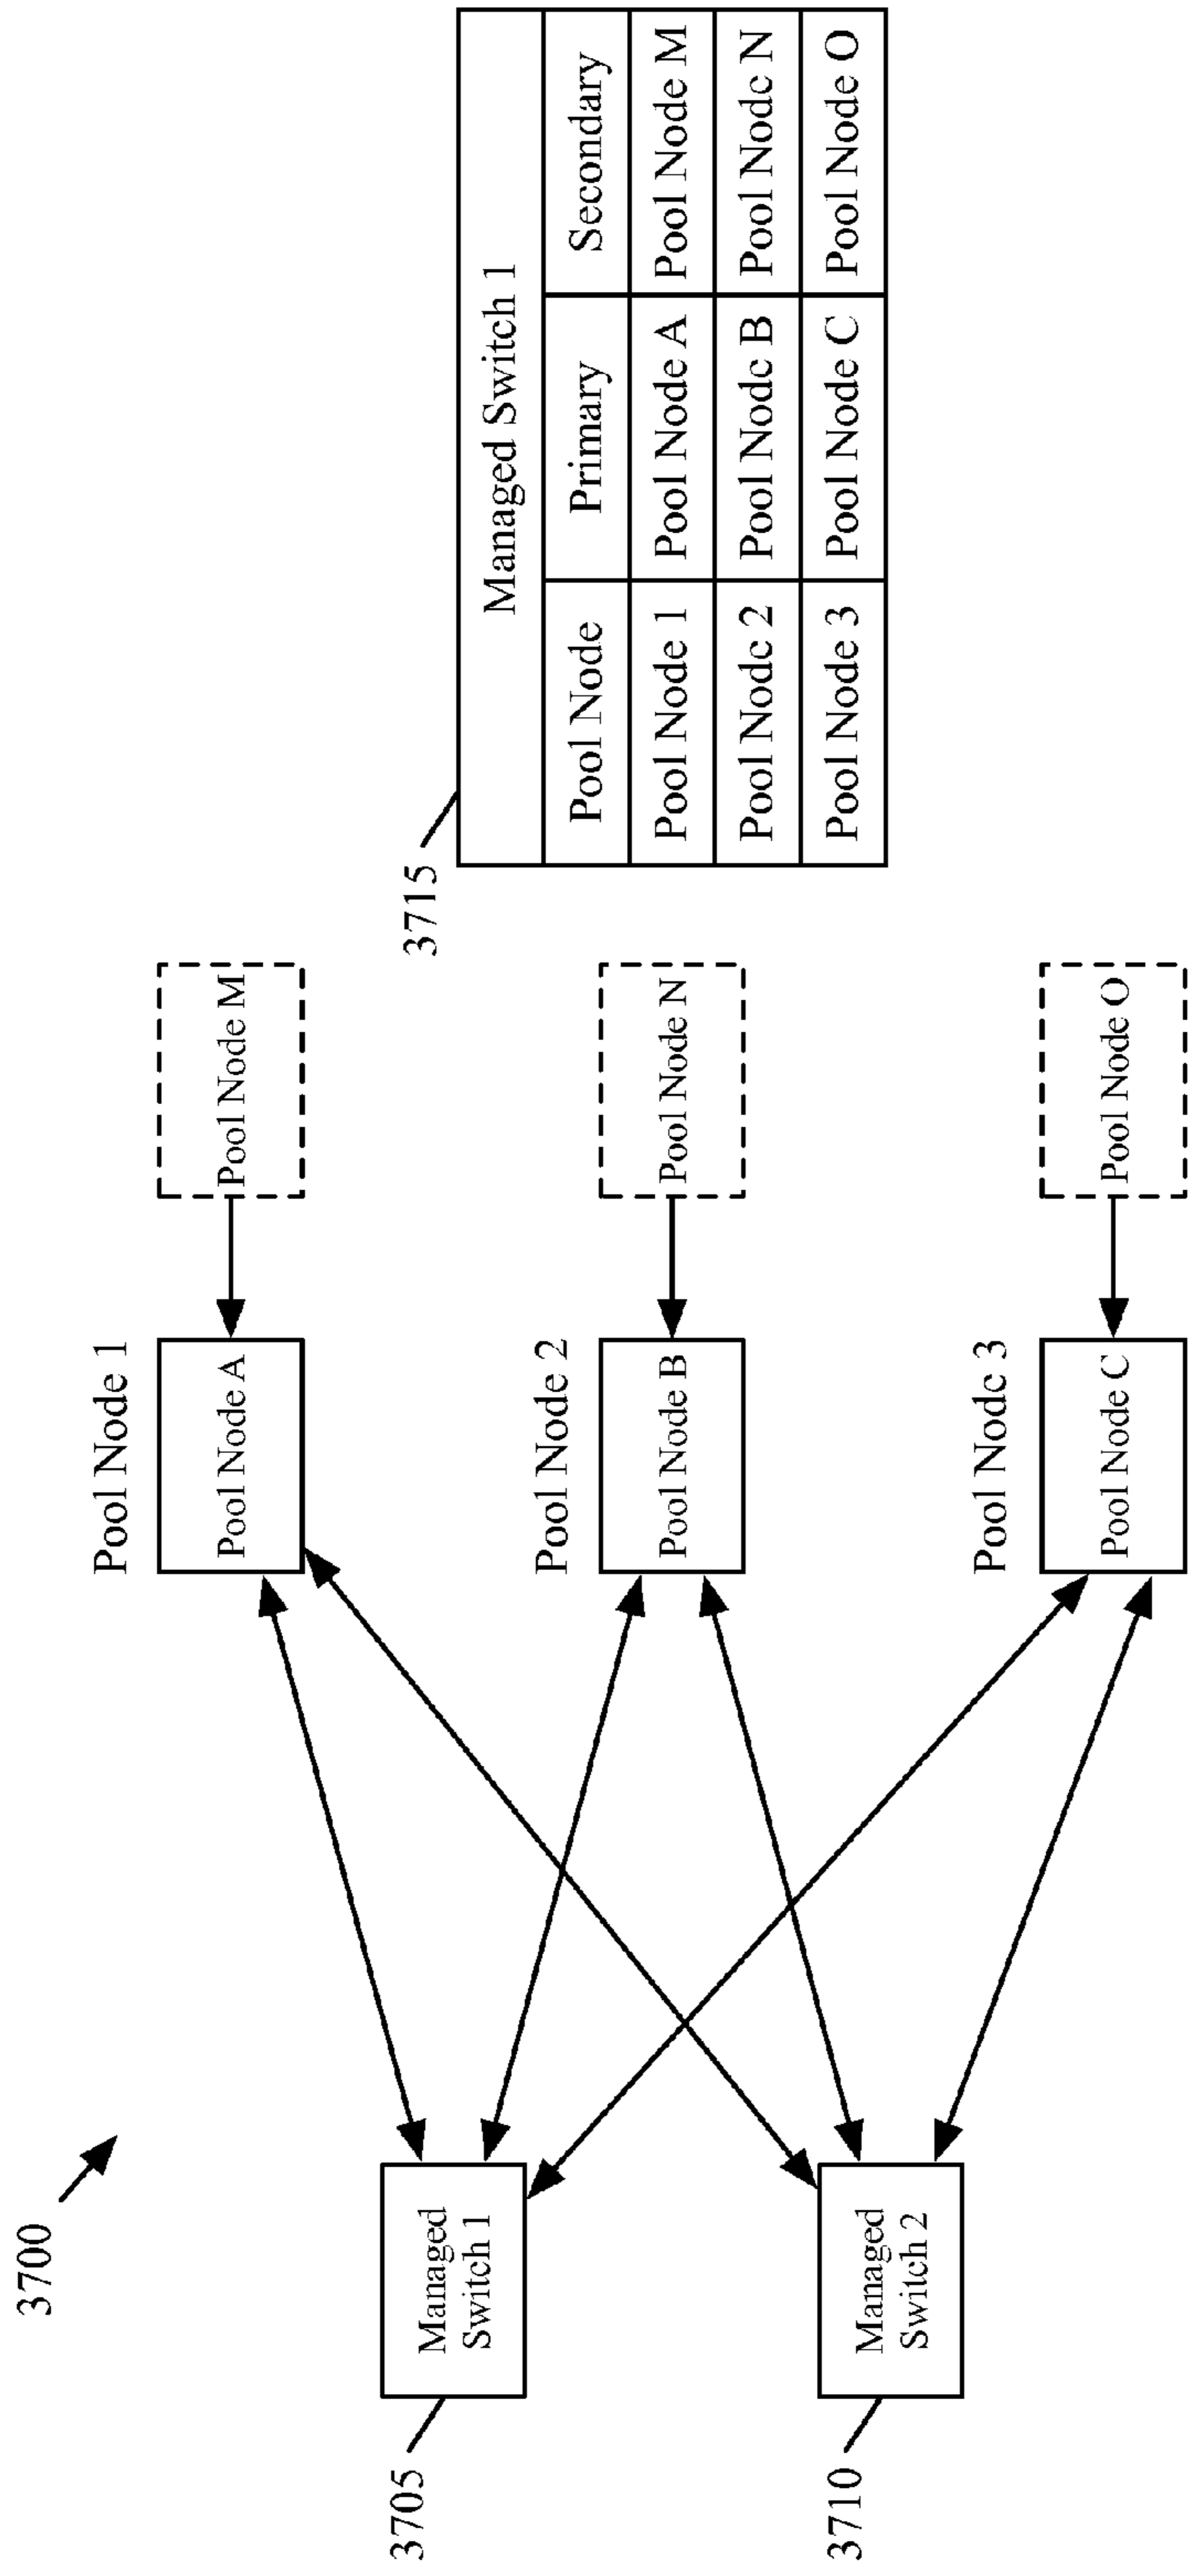 3700
3705
Managed
Switch 1
3710
Managed
Switch 2
Pool Node 1
Pool Node A
Pool Node M
Pool Node 2
Pool Node B
Pool Node N
Pool Node 3
Pool Node C
Pool Node O
3715
Managed Switch 1
Pool Node Primary Secondary
Pool Node 1 Pool Node A Pool Node M
Pool Node 2 Pool Node B Pool Node N
Pool Node 3 Pool Node C Pool Node O